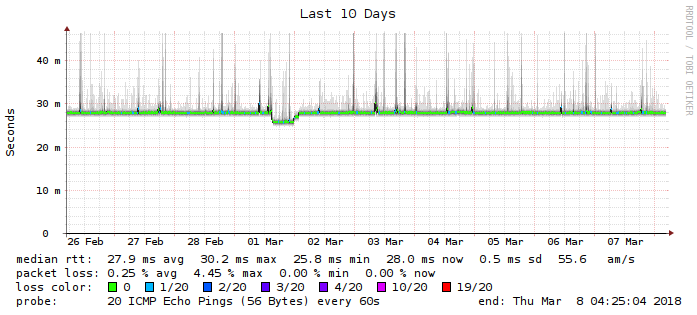 Last 10 Days
RRDTOOL / TOBI OETIKER
Seconds
40 m
30 m
20 m
10 m
0
26 Feb 27 Feb 28 Feb 01 Mar 02 Mar 03 Mar 04 Mar 05 Mar 06 Mar 07 Mar
median rtt: 27.9 ms avg 30.2 ms max 25.8 ms min 28.0 ms now 0.5 ms sd 55.6 am/s
packet loss: 0.25 % avg 4.45 % max 0.00 % min 0.00 % now
loss color: 0 1/20 2/20 3/20 4/20 10/20 19/20
probe: 20 ICMP Echo Pings (56 Bytes) every 60s end: Thu Mar 8 04:25:04 2018